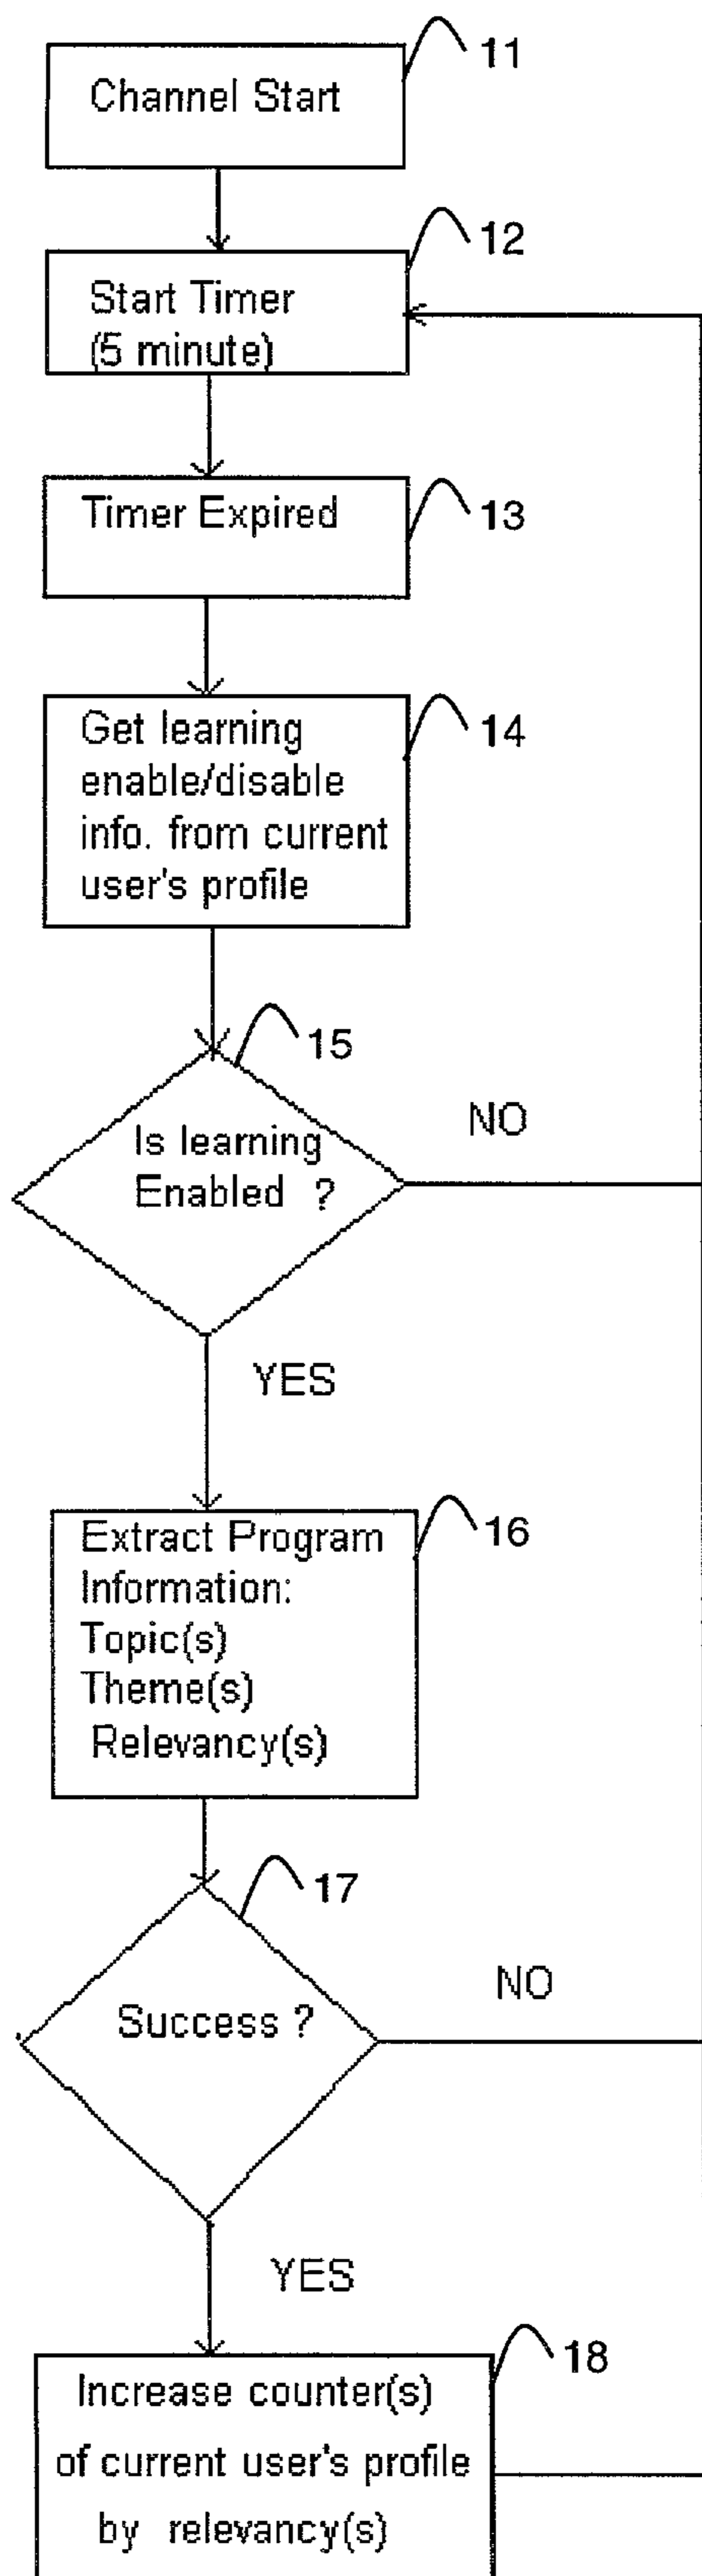 11
Channel Start
12
Start Timer
(5 minute)
13
Timer Expired
14
Get learning
enable/disable
info. from current
user's profile
15
Is learning
Enabled ?
NO
YES
16
Extract Program
Information:
Topic(s)
Theme(s)
Relevancy(s)
17
Success ?
NO
YES
18
Increase counter(s)
of current user's profile
by relevancy(s)